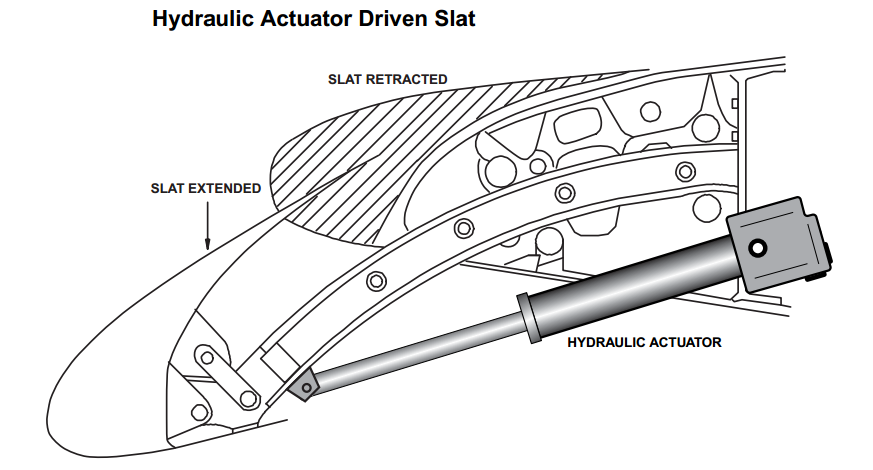 Hydraulic Actuator Driven Slat
SLAT RETRACTED
SLAT EXTENDED
HYDRAULIC ACTUATOR